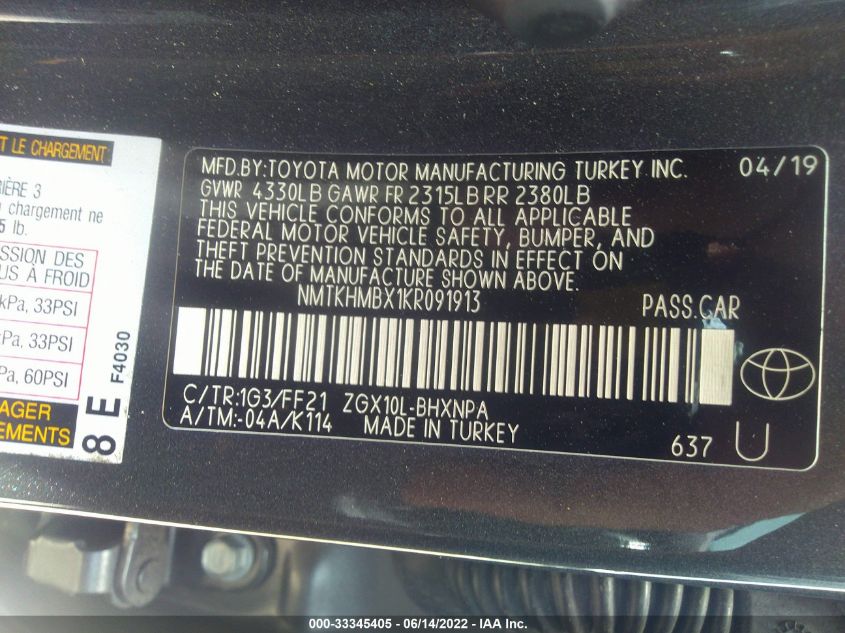 T LE CHARGEMENT
IÈRE 3
chargement ne
5 lb.
SSION DES
US À FROID
kPa, 33PSI
Pa, 33PSI
Pa, 60PSI
AGER
EMENTS
8 E F4030
MFD.BY:TOYOTA MOTOR MANUFACTURING TURKEY INC. 04/19
GVWR 4330LB GAWR FR 2315LB RR 2380LB
THIS VEHICLE CONFORMS TO ALL APPLICABLE
FEDERAL MOTOR VEHICLE SAFETY, BUMPER, AND
THEFT PREVENTION STANDARDS IN EFFECT ON
THE DATE OF MANUFACTURE SHOWN ABOVE.
NMTKHMBX1KR091913 PASS.CAR
C/TR:1G3/FF21 ZGX10L-BHXNPA
A/TM:-04A/K114 MADE IN TURKEY
637 U
000-33345405 - 06/14/2022 - IAA Inc.